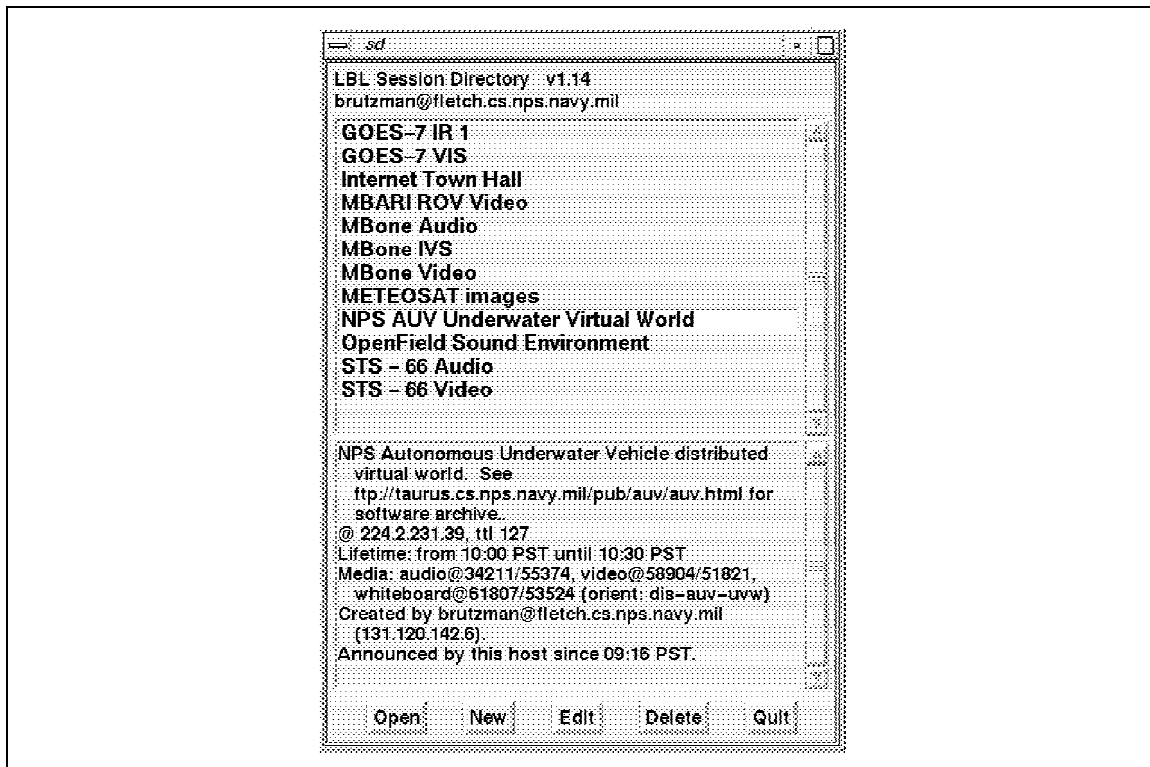 sd
LBL Session Directory v1.14
brutzman@fletch.cs.nps.navy.mil
GOES-7 IR 1
GOES-7 VIS
Internet Town Hall
MBARI ROV Video
MBone Audio
MBone IVS
MBone Video
METEOSAT images
NPS AUV Underwater Virtual World
OpenField Sound Environment
STS - 66 Audio
STS - 66 Video
NPS Autonomous Underwater Vehicle distributed
virtual world. See
ftp://taurus.cs.nps.navy.mil/pub/auv/auv.html for
software archive..
@ 224.2.231.39, ttl 127
Lifetime: from 10:00 PST until 10:30 PST
Media: audio@34211/55374, video@58904/51821,
whiteboard@61807/53524 (orient: dis-auv-uvw)
Created by brutzman@fletch.cs.nps.navy.mil
(131.120.142.6).
Announced by this host since 09:16 PST.
Open New Edit Delete Quit